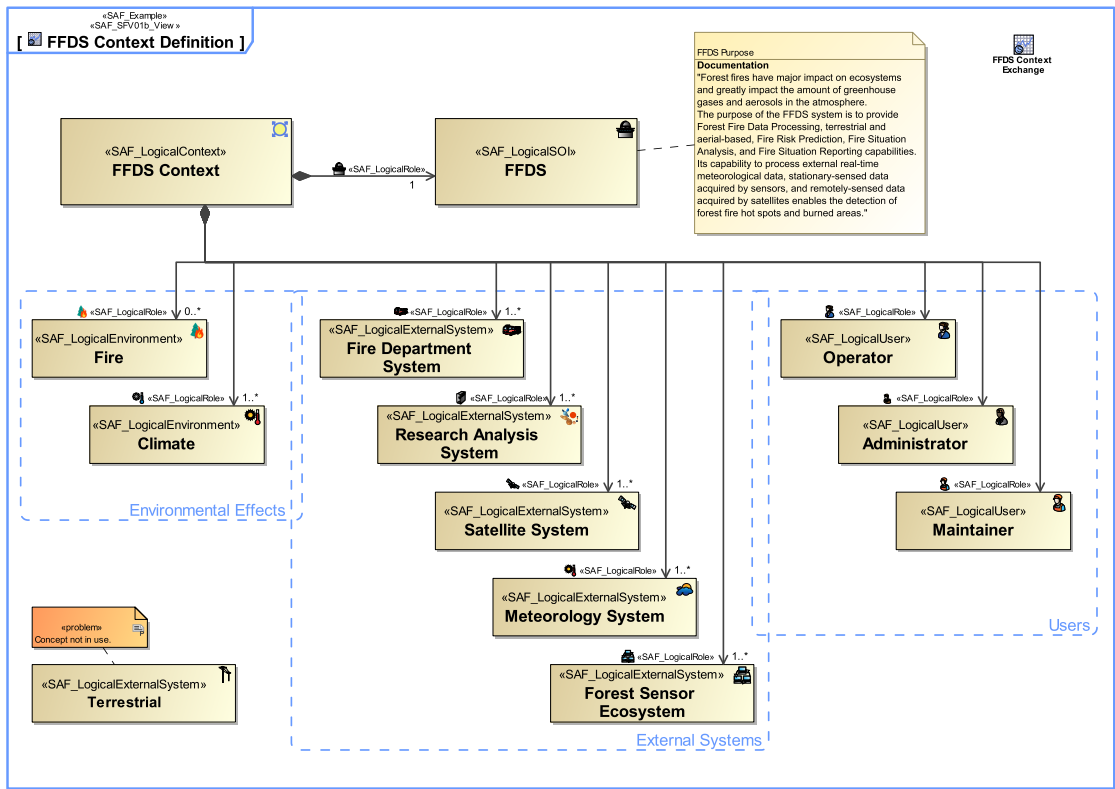 «SAF_Example»
«SAF_SFV01b_View »
[ FFDS Context Definition ]
FFDS Context
Exchange
FFDS Purpose
Documentation
"Forest fires have major impact on ecosystems
and greatly impact the amount of greenhouse
gases and aerosols in the atmosphere.
The purpose of the FFDS system is to provide
Forest Fire Data Processing, terrestrial and
aerial-based, Fire Risk Prediction, Fire Situation
Analysis, and Fire Situation Reporting capabilities.
Its capability to process external real-time
meteorological data, stationary-sensed data
acquired by sensors, and remotely-sensed data
acquired by satellites enables the detection of
forest fire hot spots and burned areas."
«SAF_LogicalContext»
FFDS Context
«SAF_LogicalRole»
1
«SAF_LogicalSOI»
FFDS
«SAF_LogicalRole» 0..*
«SAF_LogicalEnvironment»
Fire
«SAF_LogicalRole» 1..*
«SAF_LogicalEnvironment»
Climate
Environmental Effects
«SAF_LogicalRole» 1..*
«SAF_LogicalExternalSystem»
Fire Department
System
«SAF_LogicalRole» 1..*
«SAF_LogicalExternalSystem»
Research Analysis
System
«SAF_LogicalRole» 1..*
«SAF_LogicalExternalSystem»
Satellite System
«SAF_LogicalRole» 1..*
«SAF_LogicalExternalSystem»
Meteorology System
«SAF_LogicalRole» 1..*
«SAF_LogicalExternalSystem»
Forest Sensor
Ecosystem
External Systems
«SAF_LogicalRole»
«SAF_LogicalUser»
Operator
«SAF_LogicalRole»
«SAF_LogicalUser»
Administrator
«SAF_LogicalRole»
«SAF_LogicalUser»
Maintainer
Users
«problem»
Concept not in use.
«SAF_LogicalExternalSystem»
Terrestrial